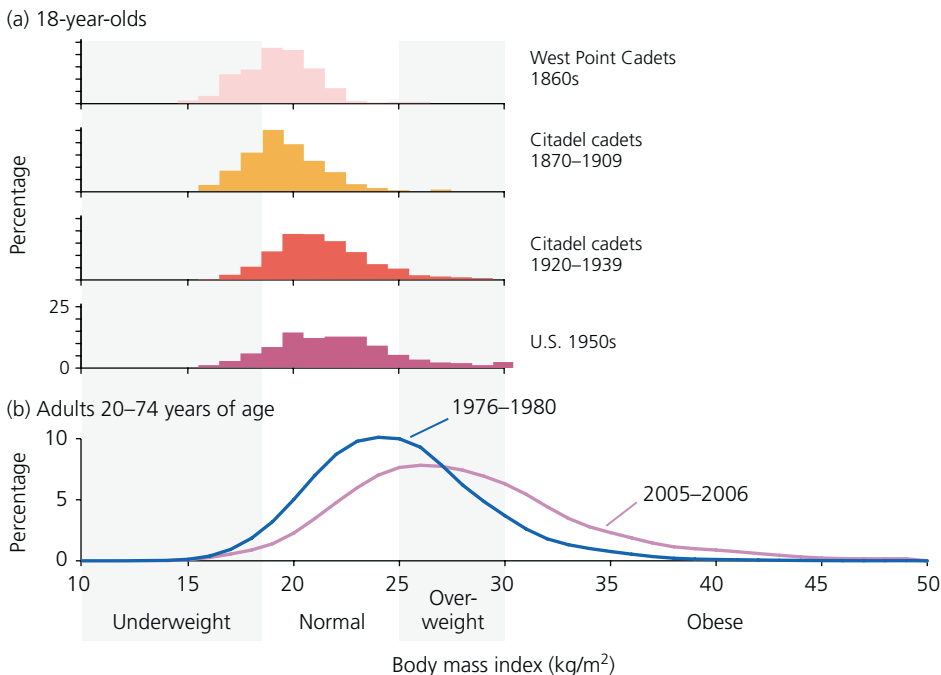 (a) 18-year-olds
West Point Cadets
1860s
Citadel cadets
1870–1909
Percentage
Citadel cadets
1920–1939
25
U.S. 1950s
0
(b) Adults 20–74 years of age
1976–1980
10
2005–2006
Percentage
5
0
10 15 20 25 30 35 40 45 50
Over-
Underweight Normal weight Obese
Body mass index (kg/m²)